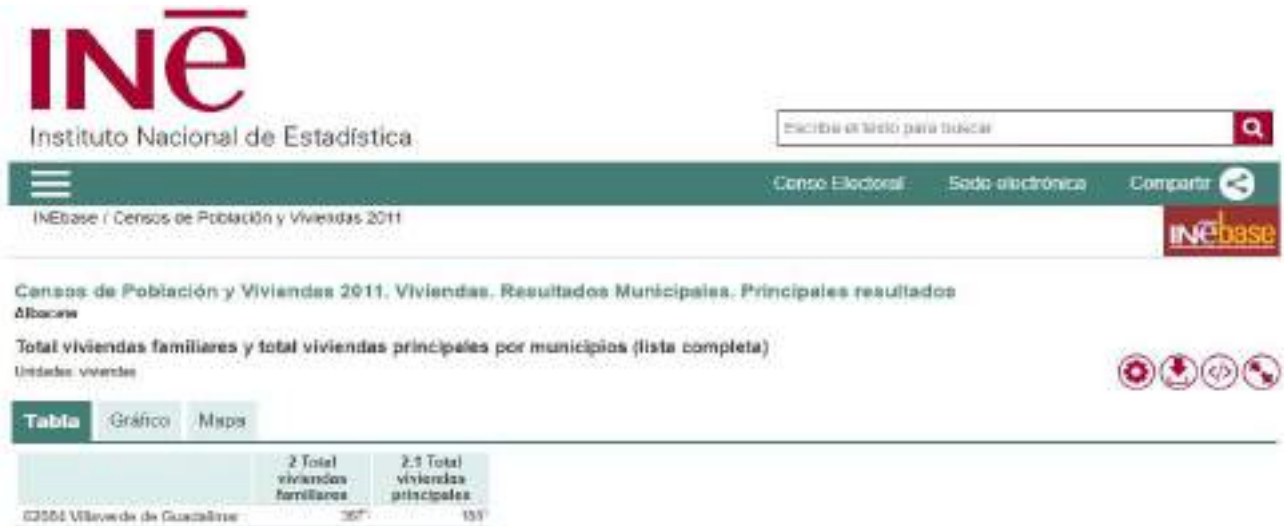 INe
Instituto Nacional de Estadística
Escriba el texto para buscar
Censo Electoral Sede electrónica Compartir
INEbase / Censos de Población y Viviendas 2011
INebase
Censos de Población y Viviendas 2011. Viviendas. Resultados Municipales. Principales resultados
Albacete
Total viviendas familiares y total viviendas principales por municipios (lista completa)
Unidades: viviendas
Tabla Gráfico Mapa
2 Total viviendas familiares
2.1 Total viviendas principales
Villaverde de Guadalimar